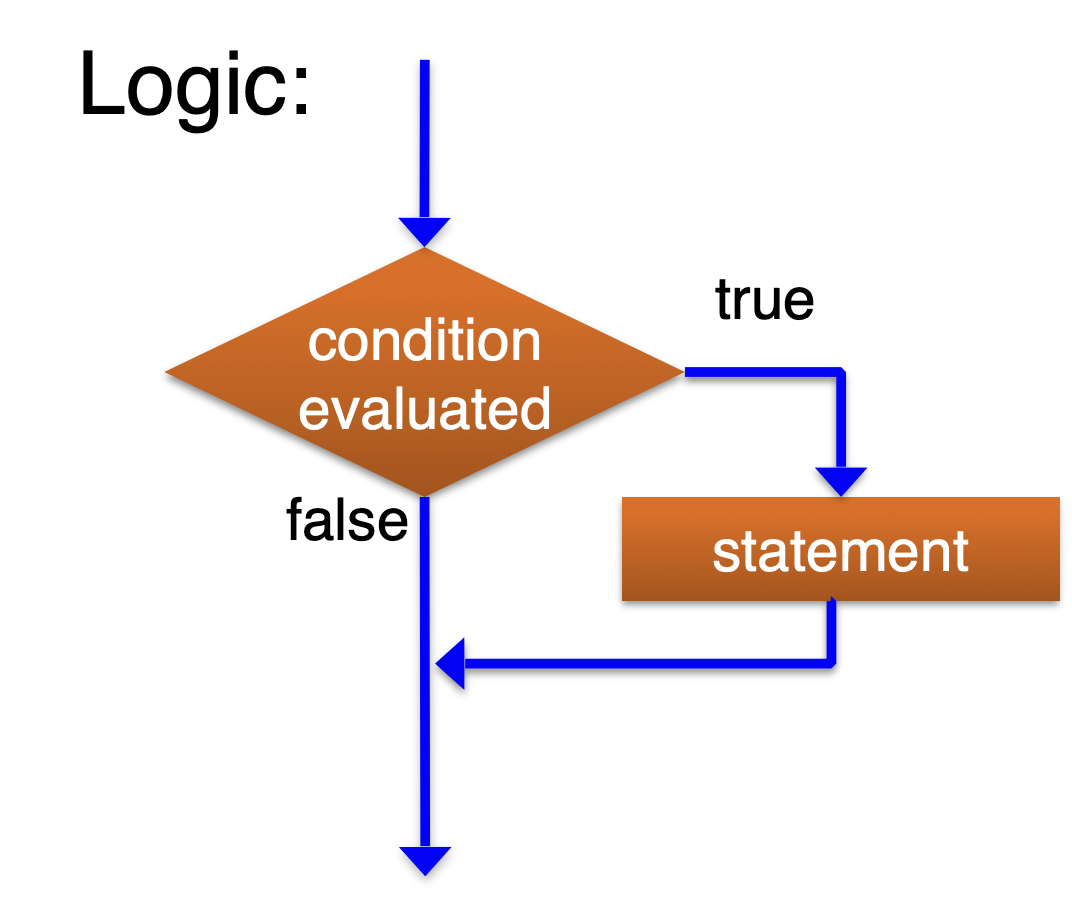 Logic:
true
condition
evaluated
false
statement